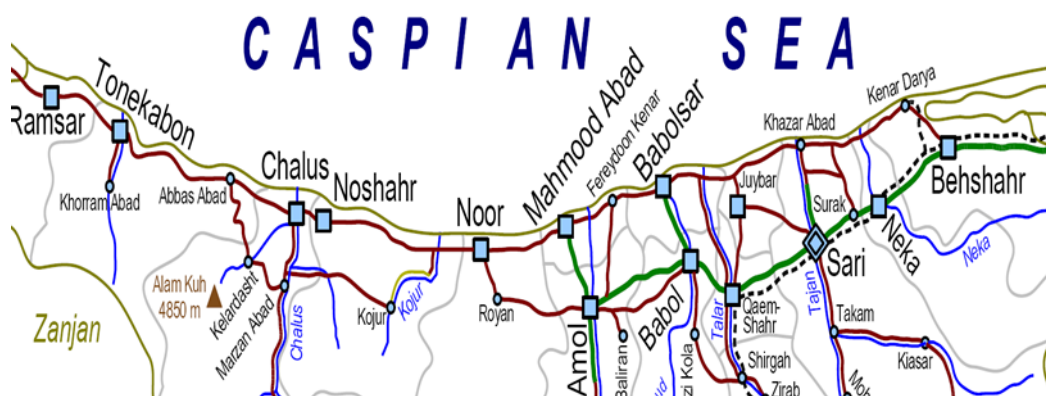 CASPIAN SEA
Ramsar
Tonekabon
Khorram Abad
Abbas Abad
Chalus
Noshahr
Noor
Mahmood Abad
Fereydoon Kenar
Babolsar
Khazar Abad
Kenar Darya
Juybar
Surak
Behshahr
Neka
Neka
Sari
Tajan
Zanjan
Alam Kuh
4850 m
Kelardasht
Marzan Abad
Chalus
Kojur
Kojur
Royan
Amol
Baliran
Babol
Talar
Qaem-
Shahr
Shirgah
Zirab
Takam
Kiasar